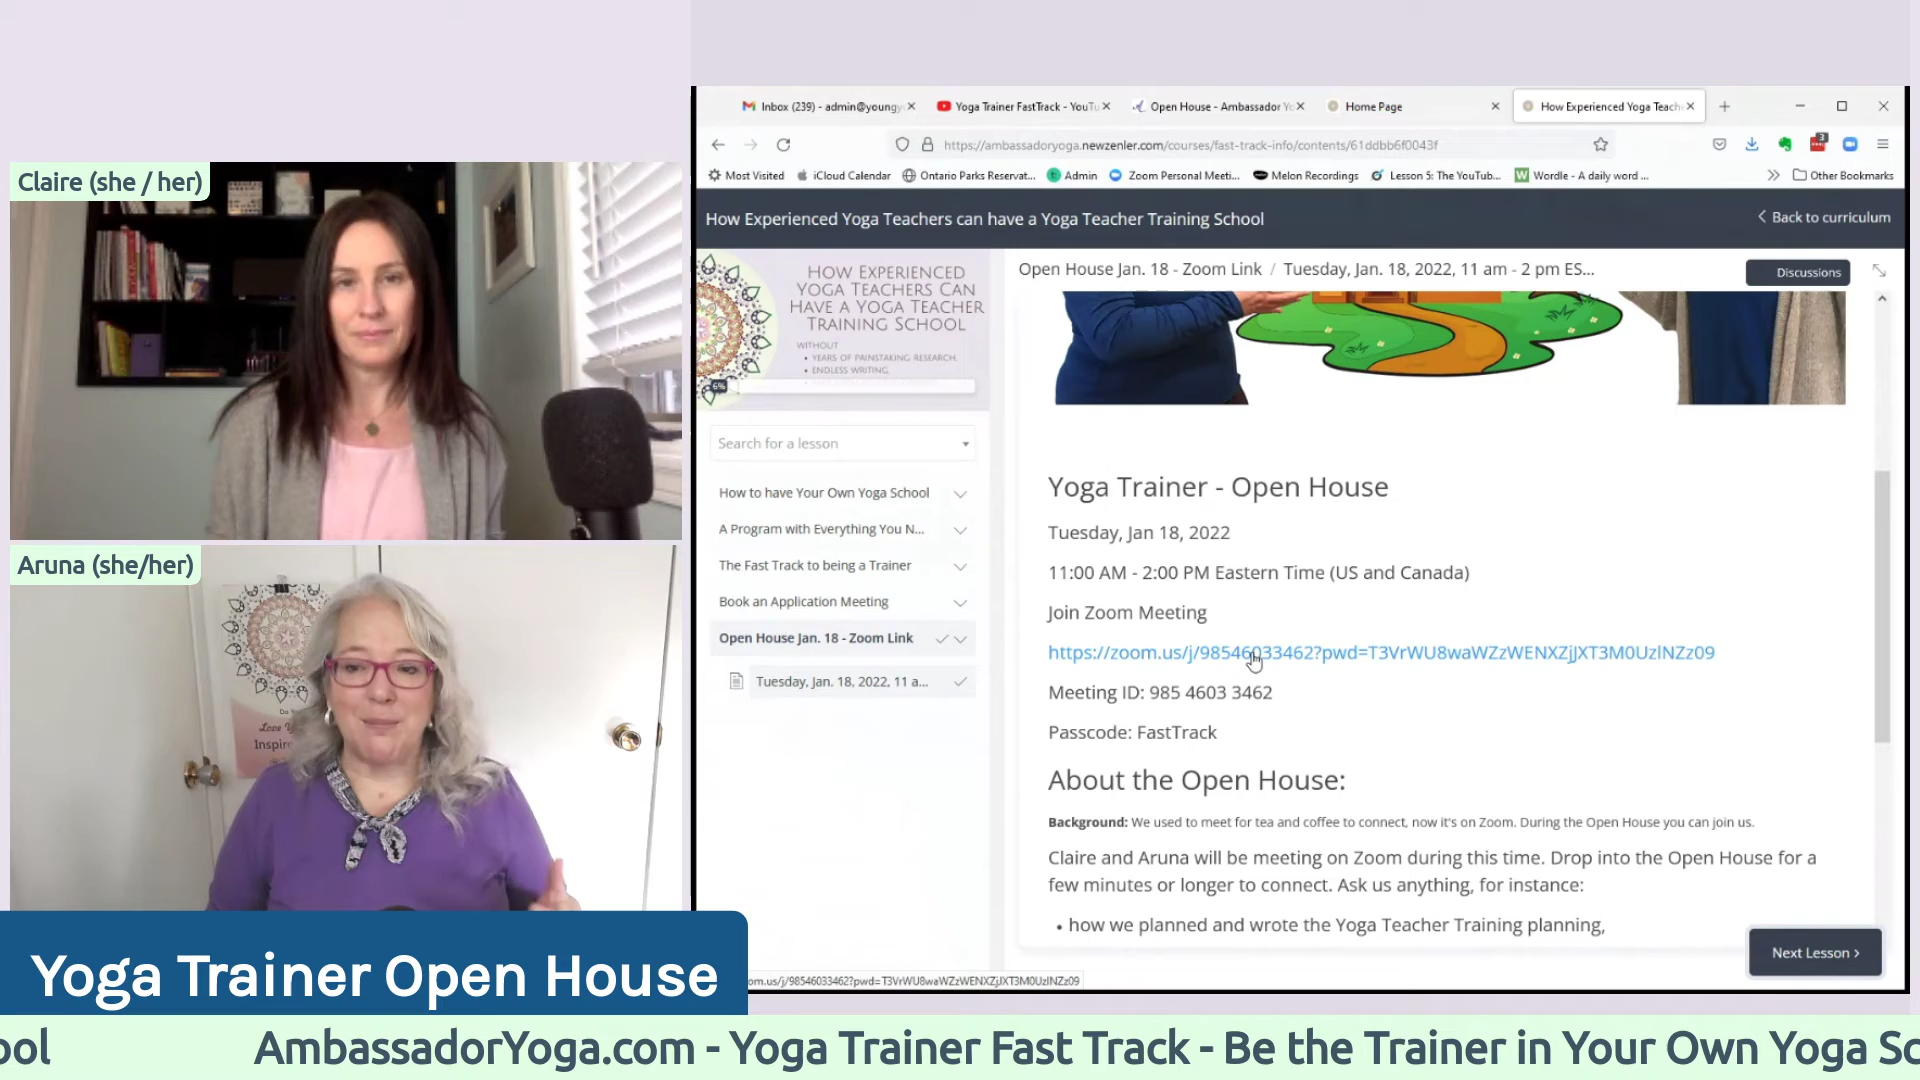 Claire (she / her)
Aruna (she/her)
Love Y
Inspire
Inbox (239) - admin@youngy
Yoga Trainer FastTrack - YouTu
Open House - Ambassador Yo
Home Page
How Experienced Yoga Teach
https://ambassadoryoga.newzenler.com/courses/fast-track-info/contents/61ddbb6f0043f
3
Most Visited
iCloud Calendar
Ontario Parks Reservat...
Admin
Zoom Personal Meeti...
Melon Recordings
Lesson 5: The YouTub...
Wordle - A daily word ...
Other Bookmarks
How Experienced Yoga Teachers can have a Yoga Teacher Training School
Back to curriculum
HOW EXPERIENCED
YOGA TEACHERS CAN
HAVE A YOGA TEACHER
TRAINING SCHOOL
WITHOUT
• YEARS OF PAINSTAKING RESEARCH,
• ENDLESS WRITING,
6%
Search for a lesson
How to have Your Own Yoga School
A Program with Everything You N...
The Fast Track to being a Trainer
Book an Application Meeting
Open House Jan. 18 - Zoom Link
Tuesday, Jan. 18, 2022, 11 a...
Open House Jan. 18 - Zoom Link / Tuesday, Jan. 18, 2022, 11 am - 2 pm ES...
Discussions
Yoga Trainer - Open House
Tuesday, Jan 18, 2022
11:00 AM - 2:00 PM Eastern Time (US and Canada)
Join Zoom Meeting
https://zoom.us/j/98546033462?pwd=T3VrWU8waWZzWENXZjJXT3M0UzlNZz09
Meeting ID: 985 4603 3462
Passcode: FastTrack
About the Open House:
Background: We used to meet for tea and coffee to connect, now it's on Zoom. During the Open House you can join us.
Claire and Aruna will be meeting on Zoom during this time. Drop into the Open House for a
few minutes or longer to connect. Ask us anything, for instance:
• how we planned and wrote the Yoga Teacher Training planning,
Next Lesson >
om.us/j/98546033462?pwd=T3VrWU8waWZzWENXZjJXT3M0UzlNZz09
Yoga Trainer Open House
ool
AmbassadorYoga.com - Yoga Trainer Fast Track - Be the Trainer in Your Own Yoga Sc